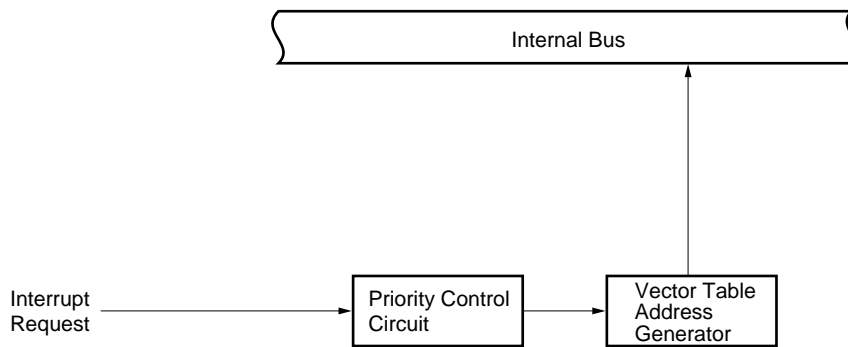 Internal Bus
Interrupt
Request
Priority Control
Circuit
Vector Table
Address
Generator